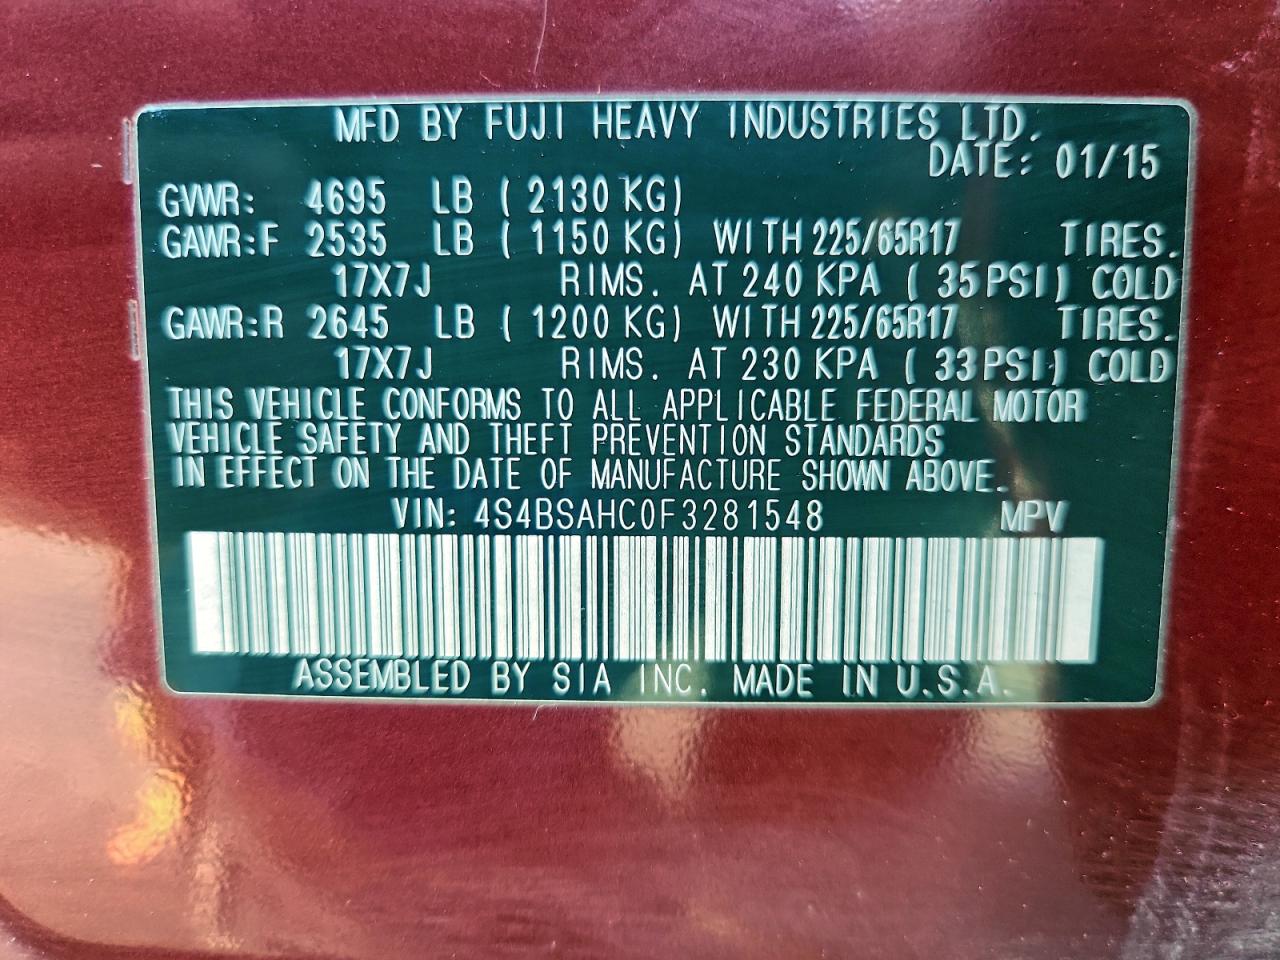 MFD BY FUJI HEAVY INDUSTRIES LTD.
DATE: 01/15
GVWR: 4695 LB ( 2130 KG)
GAWR:F 2535 LB ( 1150 KG) WITH 225/65R17 TIRES.
17X7J RIMS. AT 240 KPA ( 35 PSI) COLD
GAWR:R 2645 LB ( 1200 KG) WITH 225/65R17 TIRES.
17X7J RIMS. AT 230 KPA ( 33 PSI) COLD
THIS VEHICLE CONFORMS TO ALL APPLICABLE FEDERAL MOTOR
VEHICLE SAFETY AND THEFT PREVENTION STANDARDS
IN EFFECT ON THE DATE OF MANUFACTURE SHOWN ABOVE.
VIN: 4S4BSAHC0F3281548 MPV
ASSEMBLED BY SIA INC. MADE IN U.S.A.